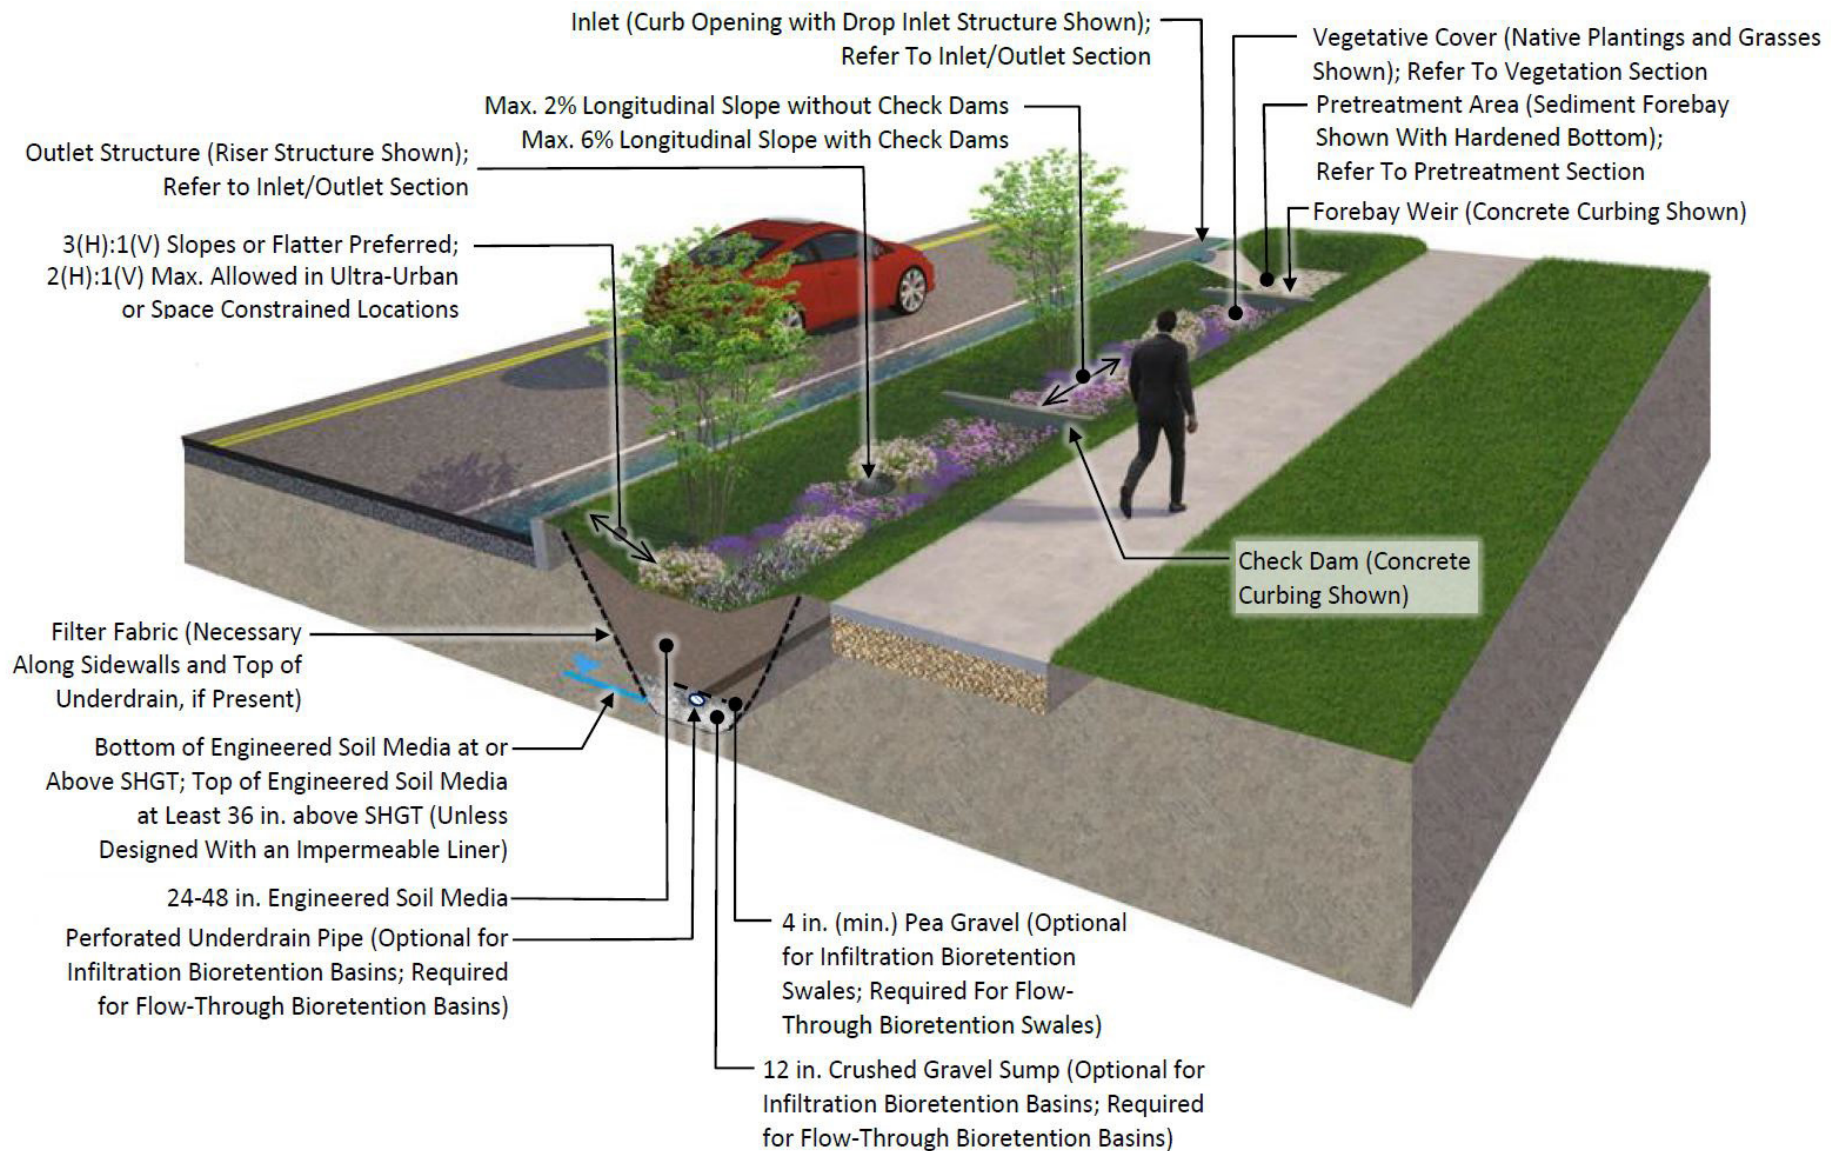 Inlet (Curb Opening with Drop Inlet Structure Shown);
Refer To Inlet/Outlet Section
Vegetative Cover (Native Plantings and Grasses
Shown); Refer To Vegetation Section
Max. 2% Longitudinal Slope without Check Dams
Max. 6% Longitudinal Slope with Check Dams
Pretreatment Area (Sediment Forebay
Shown With Hardened Bottom);
Refer To Pretreatment Section
Outlet Structure (Riser Structure Shown);
Refer to Inlet/Outlet Section
Forebay Weir (Concrete Curbing Shown)
3(H):1(V) Slopes or Flatter Preferred;
2(H):1(V) Max. Allowed in Ultra-Urban
or Space Constrained Locations
Check Dam (Concrete
Curbing Shown)
Filter Fabric (Necessary
Along Sidewalls and Top of
Underdrain, if Present)
Bottom of Engineered Soil Media at or
Above SHGT; Top of Engineered Soil Media
at Least 36 in. above SHGT (Unless
Designed With an Impermeable Liner)
24-48 in. Engineered Soil Media
Perforated Underdrain Pipe (Optional for
Infiltration Bioretention Basins; Required
for Flow-Through Bioretention Basins)
4 in. (min.) Pea Gravel (Optional
for Infiltration Bioretention
Swales; Required For Flow-
Through Bioretention Swales)
12 in. Crushed Gravel Sump (Optional for
Infiltration Bioretention Basins; Required
for Flow-Through Bioretention Basins)